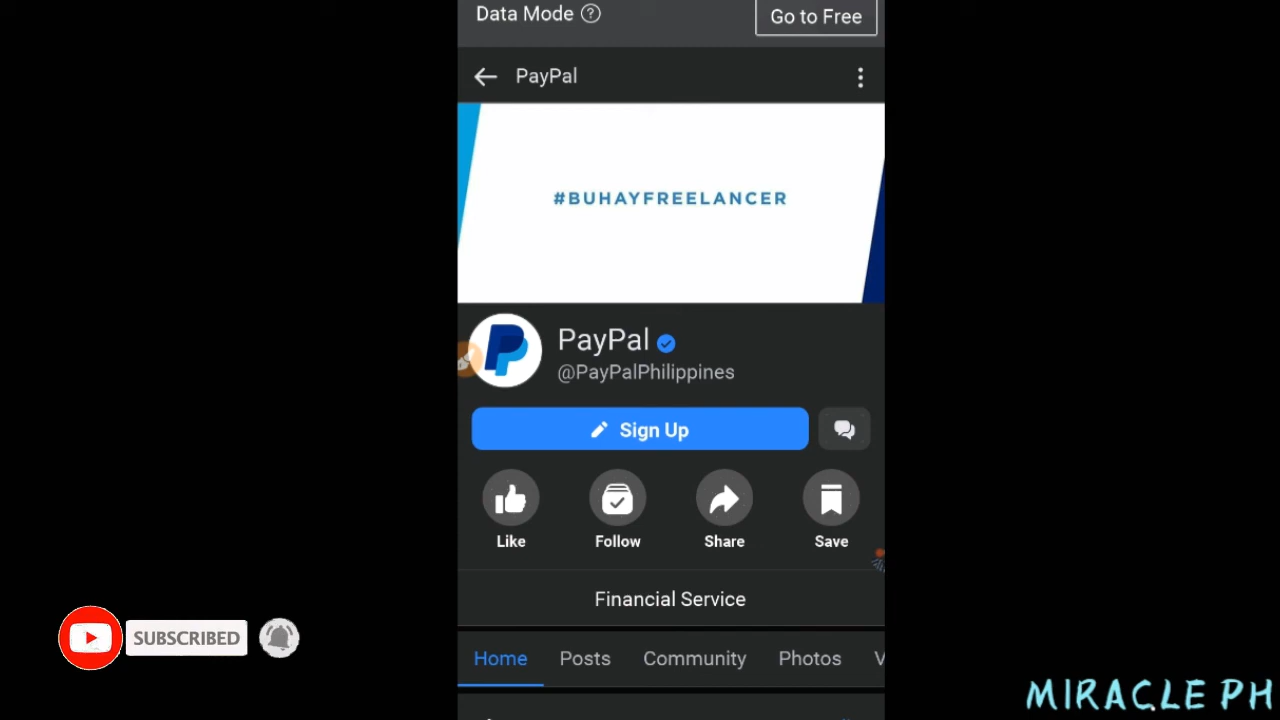 Data Mode ?
Go to Free
PayPal
#BUHAYFREELANCER
PayPal
@PayPalPhilippines
Sign Up
Like Follow Share Save
Financial Service
Home Posts Community Photos V
SUBSCRIBED
MIRACLE PH